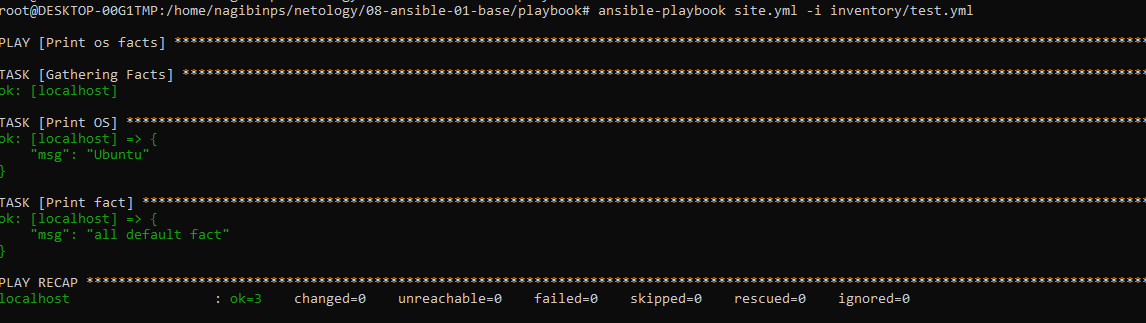 root@DESKTOP-00G1TMP:/home/nagibinps/netology/08-ansible-01-base/playbook# ansible-playbook site.yml -i inventory/test.yml
PLAY [Print os facts] ****************************************************************************************************************************
TASK [Gathering Facts] ***************************************************************************************************************************
ok: [localhost]
TASK [Print OS] **********************************************************************************************************************************
ok: [localhost] => {
    "msg": "Ubuntu"
}
TASK [Print fact] ********************************************************************************************************************************
ok: [localhost] => {
    "msg": "all default fact"
}
PLAY RECAP ***************************************************************************************************************************************
localhost                  : ok=3    changed=0    unreachable=0    failed=0    skipped=0    rescued=0    ignored=0